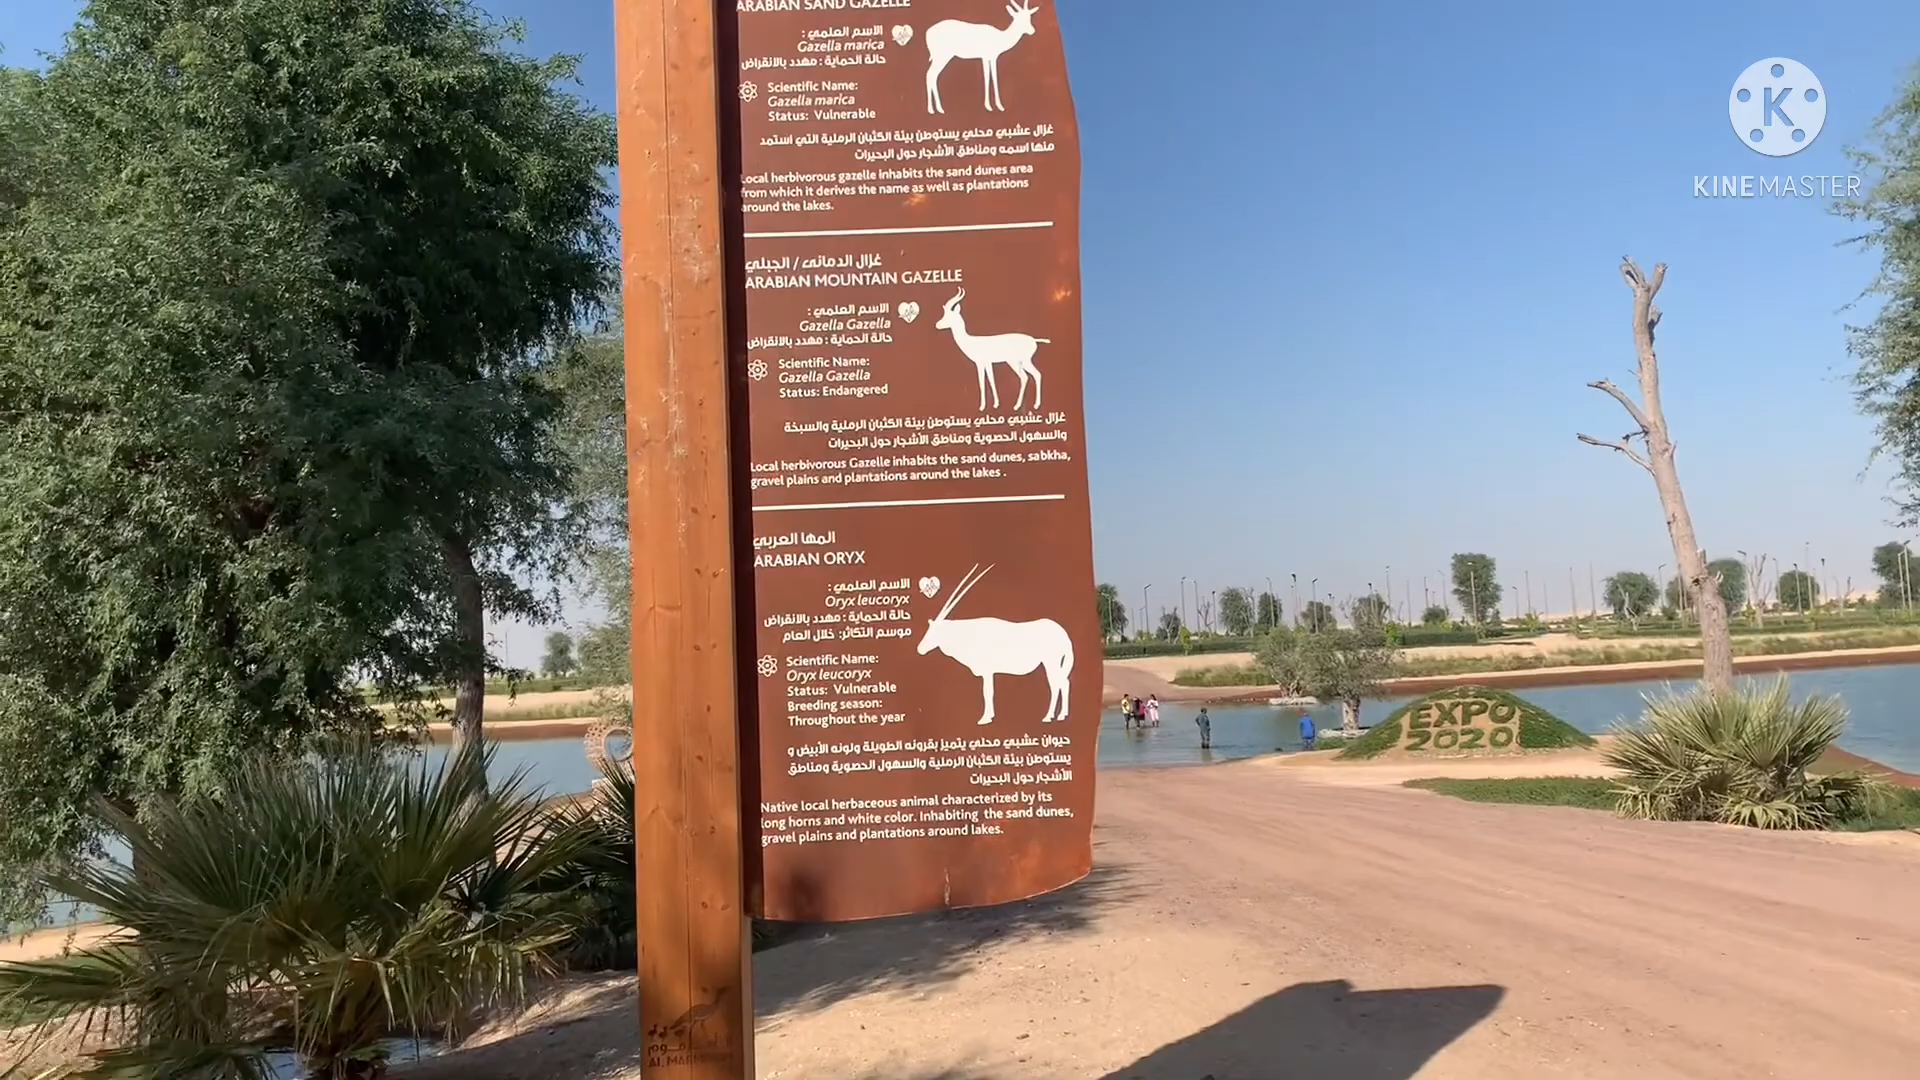 ARABIAN SAND GAZELLE
الاسم العلمي :
Gazella marica
حالة الحماية : مهدد بالانقراض
Scientific Name:
Gazella marica
Status: Vulnerable
غزال عشبي محلي يستوطن بيئة الكثبان الرملية التي استمد
منها اسمه ومناطق الأشجار حول البحيرات
Local herbivorous gazelle inhabits the sand dunes area
from which it derives the name as well as plantations
around the lakes.
غزال الدماني / الجبلي
ARABIAN MOUNTAIN GAZELLE
الاسم العلمي :
Gazella Gazella
حالة الحماية : مهدد بالانقراض
Scientific Name:
Gazella Gazella
Status: Endangered
غزال عشبي محلي يستوطن بيئة الكثبان الرملية والسبخة
والسهول الحصوية ومناطق الأشجار حول البحيرات
Local herbivorous Gazelle inhabits the sand dunes, sabkha,
gravel plains and plantations around the lakes .
المها العربي
ARABIAN ORYX
الاسم العلمي :
Oryx leucoryx
حالة الحماية : مهدد بالانقراض
موسم التكاثر: خلال العام
Scientific Name:
Oryx leucoryx
Status: Vulnerable
Breeding season:
Throughout the year
حيوان عشبي محلي يتميز بقرونه الطويلة ولونه الأبيض و
يستوطن بيئة الكثبان الرملية والسهول الحصوية ومناطق
الأشجار حول البحيرات
Native local herbaceous animal characterized by its
long horns and white color. Inhabiting the sand dunes,
gravel plains and plantations around lakes.
EXPO
2020
K
KINEMASTER